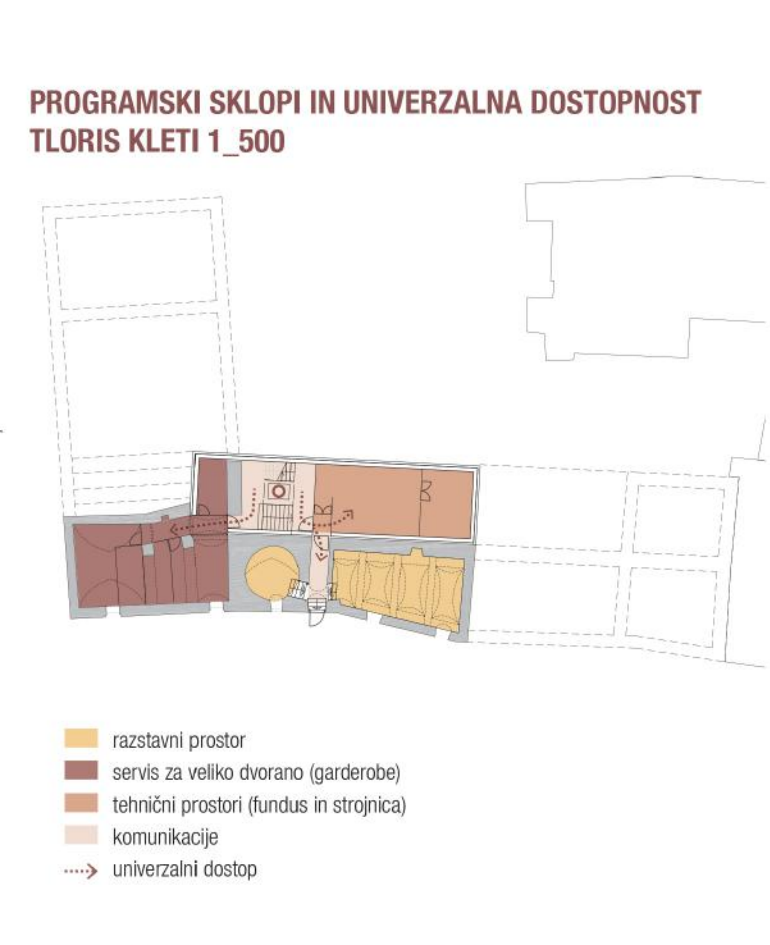 PROGRAMSKI SKLOPI IN UNIVERZALNA DOSTOPNOST
TLORIS KLETI 1_500
razstavni prostor
servis za veliko dvorano (garderobe)
tehnični prostori (fundus in strojnica)
komunikacije
univerzalni dostop